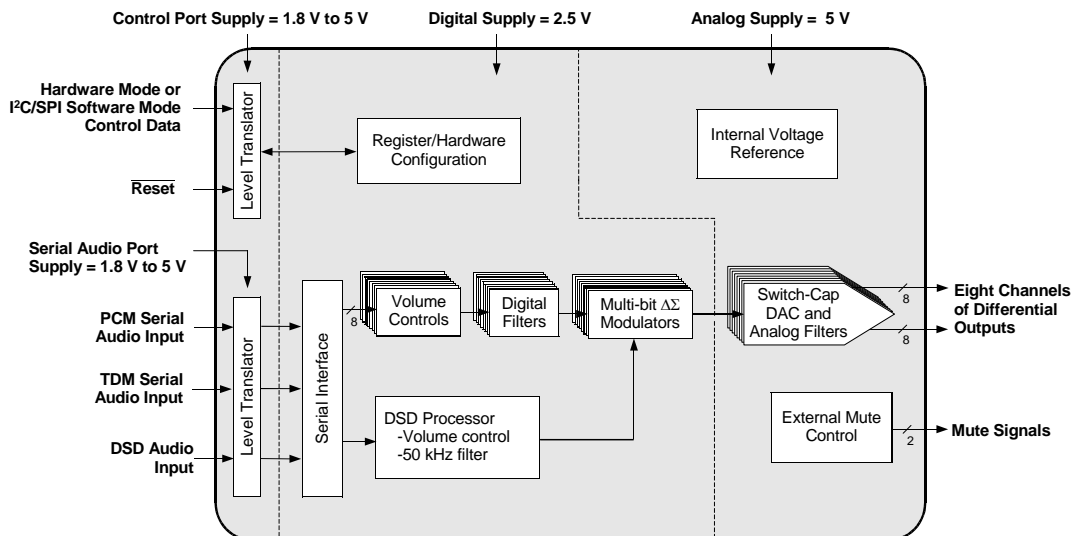 Control Port Supply = 1.8 V to 5 V
Digital Supply = 2.5 V
Analog Supply = 5 V
Hardware Mode or
I²C/SPI Software Mode
Control Data
Reset
Level Translator
Register/Hardware
Configuration
Internal Voltage
Reference
Serial Audio Port
Supply = 1.8 V to 5 V
PCM Serial
Audio Input
TDM Serial
Audio Input
DSD Audio
Input
Level Translator
Serial Interface
8
Volume
Controls
Digital
Filters
Multi-bit ΔΣ
Modulators
Switch-Cap
DAC and
Analog Filters
8
8
Eight Channels
of Differential
Outputs
DSD Processor
-Volume control
-50 kHz filter
External Mute
Control
2
Mute Signals